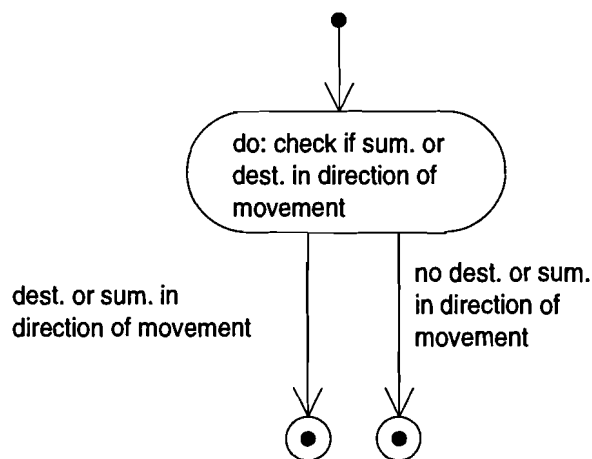 do: check if sum. or
dest. in direction of
movement
dest. or sum. in
direction of movement
no dest. or sum.
in direction of
movement